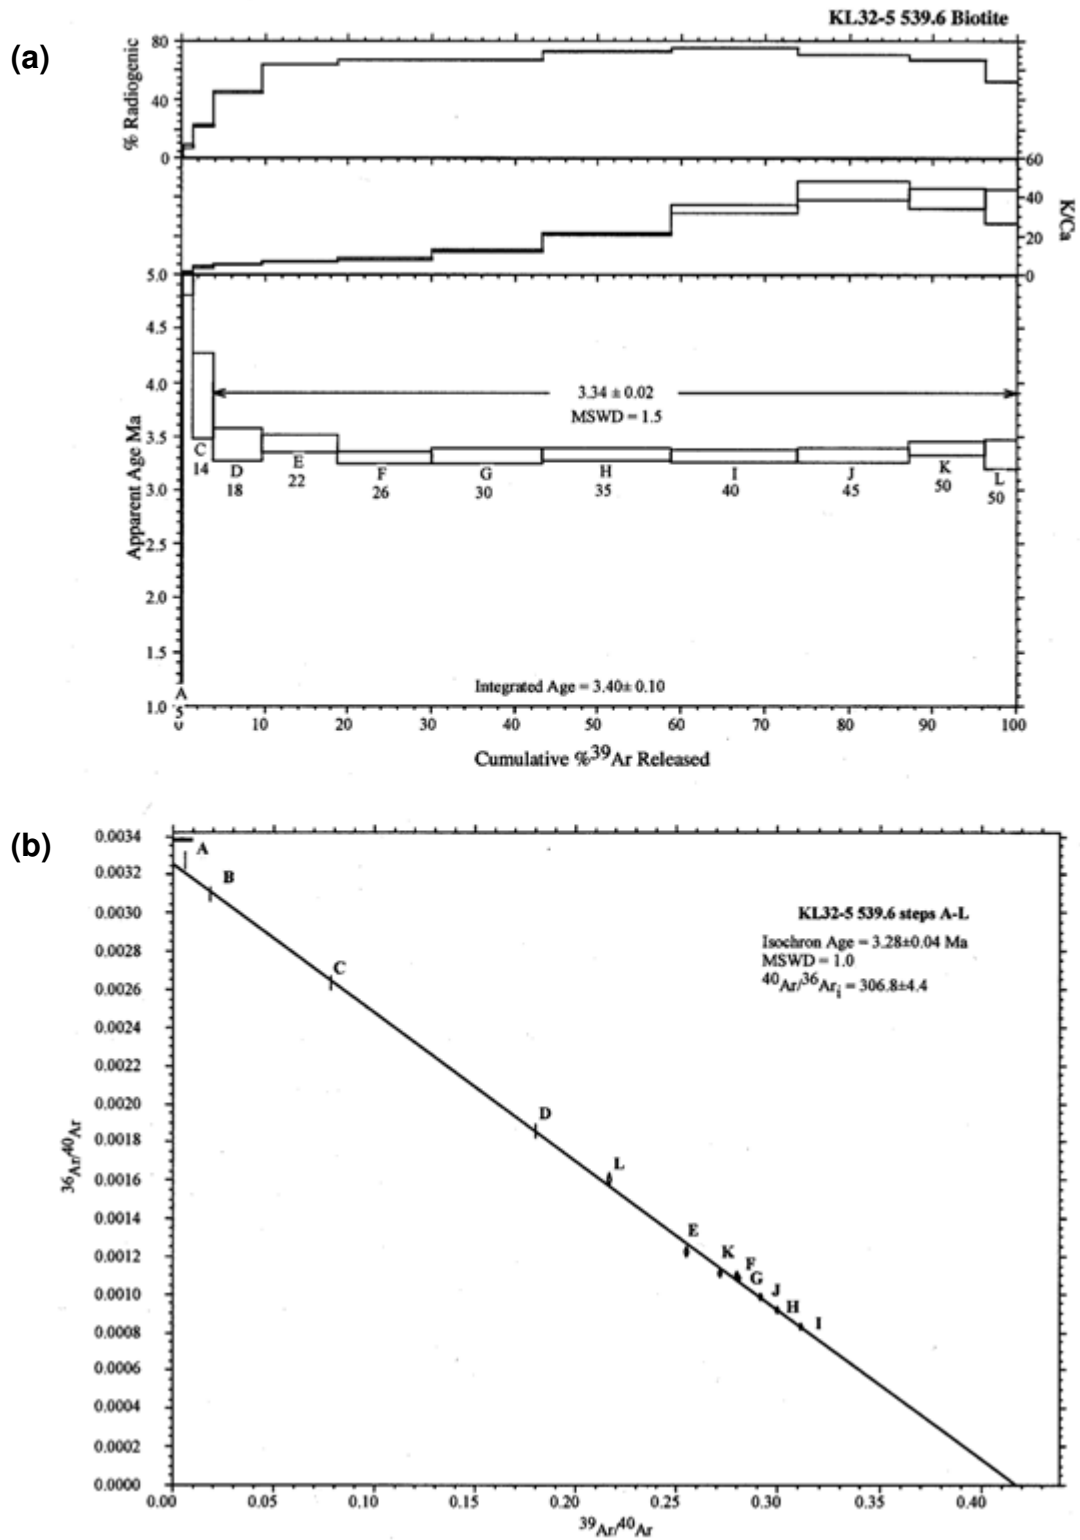 KL32-5 539.6 Biotite
(a)
80
40
0
% Radiogenic
60
40
20
0
K/Ca
5.0
4.5
4.0
3.5
3.0
2.5
2.0
1.5
1.0
Apparent Age Ma
3.34 ± 0.02
MSWD = 1.5
C
14
D
18
E
22
F
26
G
30
H
35
I
40
J
45
K
50
L
50
A
5
Integrated Age = 3.40± 0.10
0 10 20 30 40 50 60 70 80 90 100
Cumulative %39Ar Released
(b)
0.0034
0.0032
0.0030
0.0028
0.0026
0.0024
0.0022
0.0020
0.0018
0.0016
0.0014
0.0012
0.0010
0.0008
0.0006
0.0004
0.0002
0.0000
36Ar/40Ar
A
B
C
D
L
E
K
F
G
J
H
I
KL32-5 539.6 steps A-L
Isochron Age = 3.28±0.04 Ma
MSWD = 1.0
40Ar/36Ari = 306.8±4.4
0.00 0.05 0.10 0.15 0.20 0.25 0.30 0.35 0.40
39Ar/40Ar